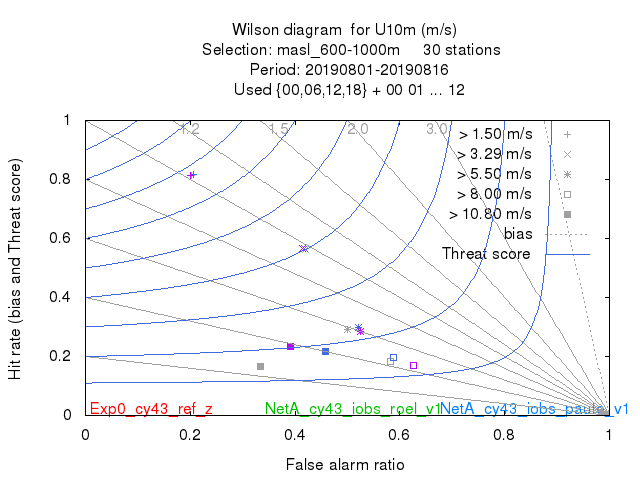 Wilson diagram  for U10m (m/s)
Selection: masl_600-1000m     30 stations
Period: 20190801-20190816
Used {00,06,12,18} + 00 01 ... 12
1
0.8
0.6
0.4
0.2
0
Hit rate (bias and Threat score)
1.2
1.5
2.0
3.0
> 1.50 m/s
> 3.29 m/s
> 5.50 m/s
> 8.00 m/s
> 10.80 m/s
bias
Threat score
Exp0_cy43_ref_z
NetA_cy43_iobs_roel_v1
NetA_cy43_iobs_paule_v1
0
0.2
0.4
0.6
0.8
1
False alarm ratio